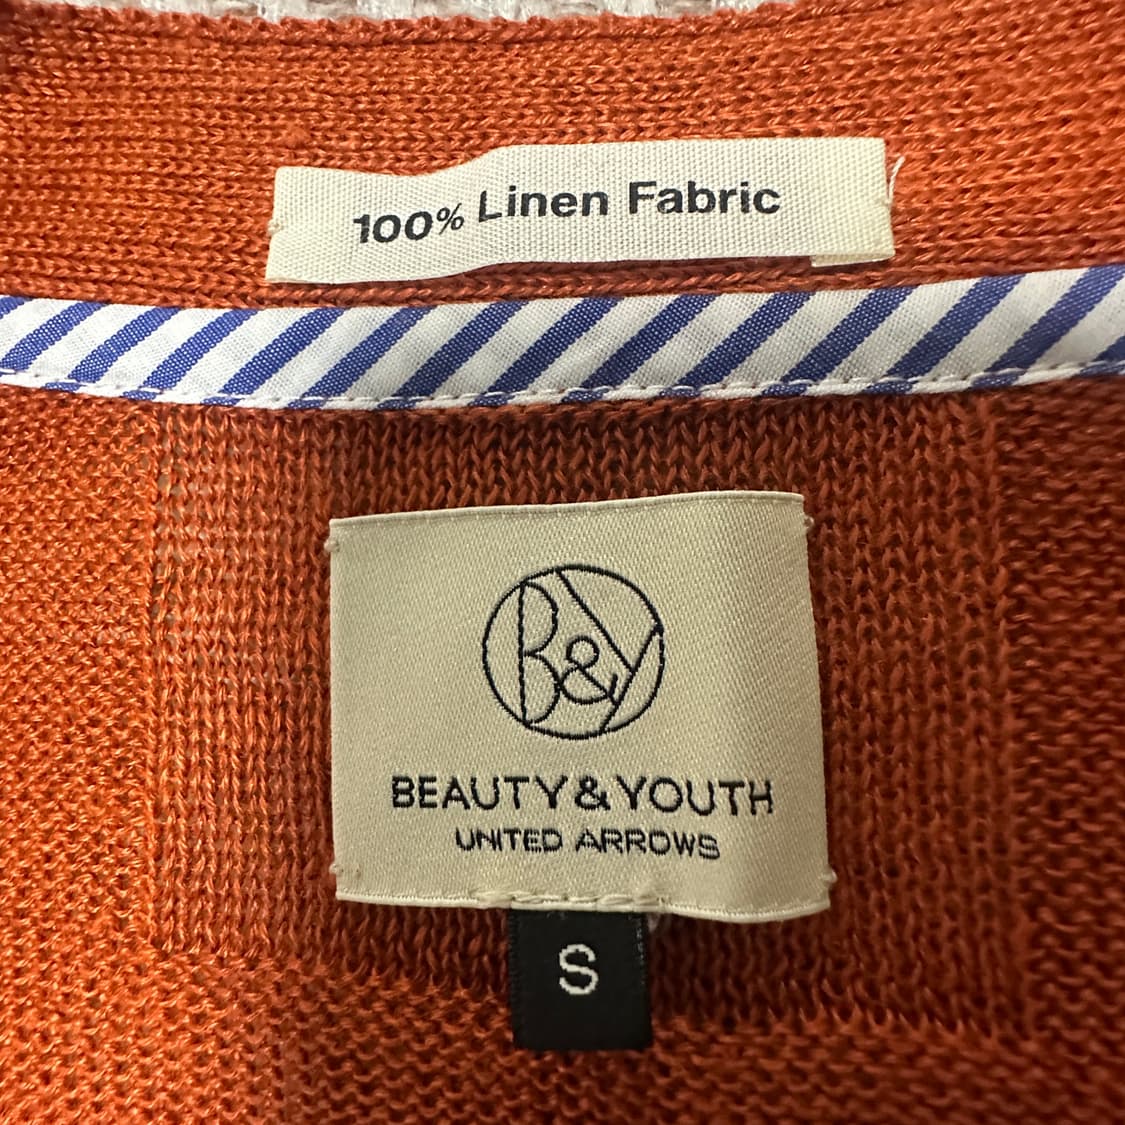 100% Linen Fabric
B&Y
BEAUTY&YOUTH
UNITED ARROWS
S